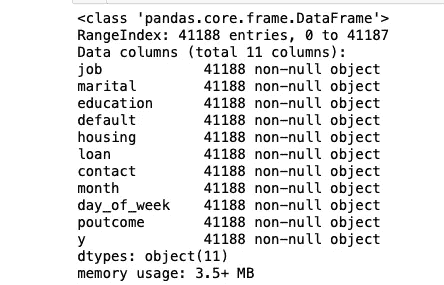 <class 'pandas.core.frame.DataFrame'>
RangeIndex: 41188 entries, 0 to 41187
Data columns (total 11 columns):
job            41188 non-null object
marital        41188 non-null object
education      41188 non-null object
default        41188 non-null object
housing        41188 non-null object
loan           41188 non-null object
contact        41188 non-null object
month          41188 non-null object
day_of_week    41188 non-null object
poutcome       41188 non-null object
y              41188 non-null object
dtypes: object(11)
memory usage: 3.5+ MB